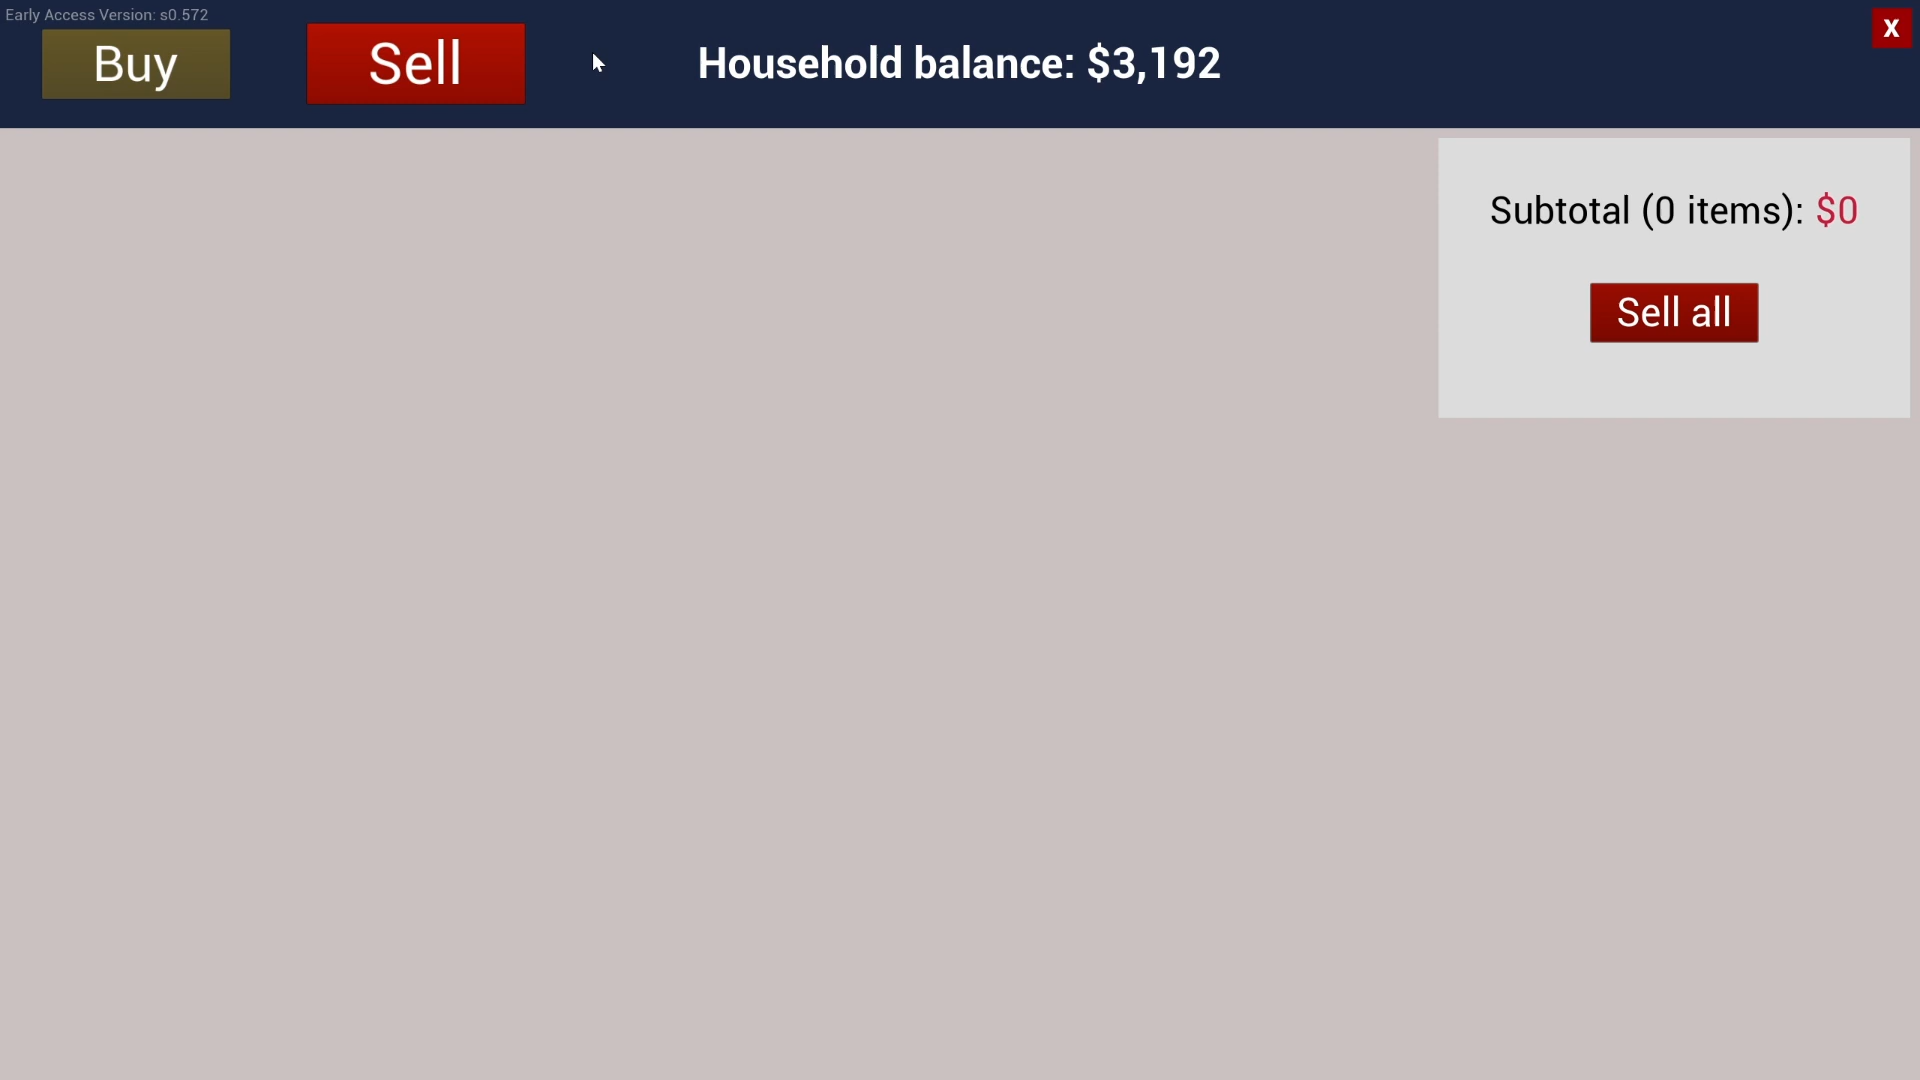 Early Access Version: s0.572
Buy
Sell
Household balance: $3,192
X
Subtotal (0 items): $0
Sell all